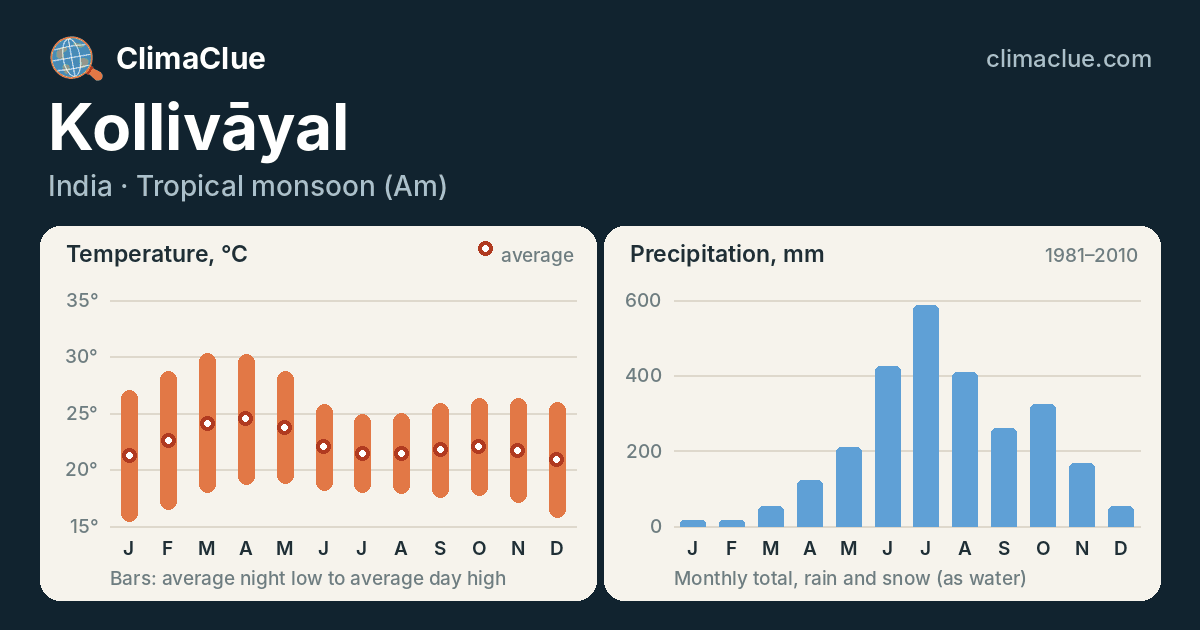 ClimaClue
climaclue.com
Kollivāyal
India · Tropical monsoon (Am)
Temperature, °C
average
35°
30°
25°
20°
15°
J F M A M J J A S O N D
Bars: average night low to average day high
Precipitation, mm
1981–2010
600
400
200
0
J F M A M J J A S O N D
Monthly total, rain and snow (as water)